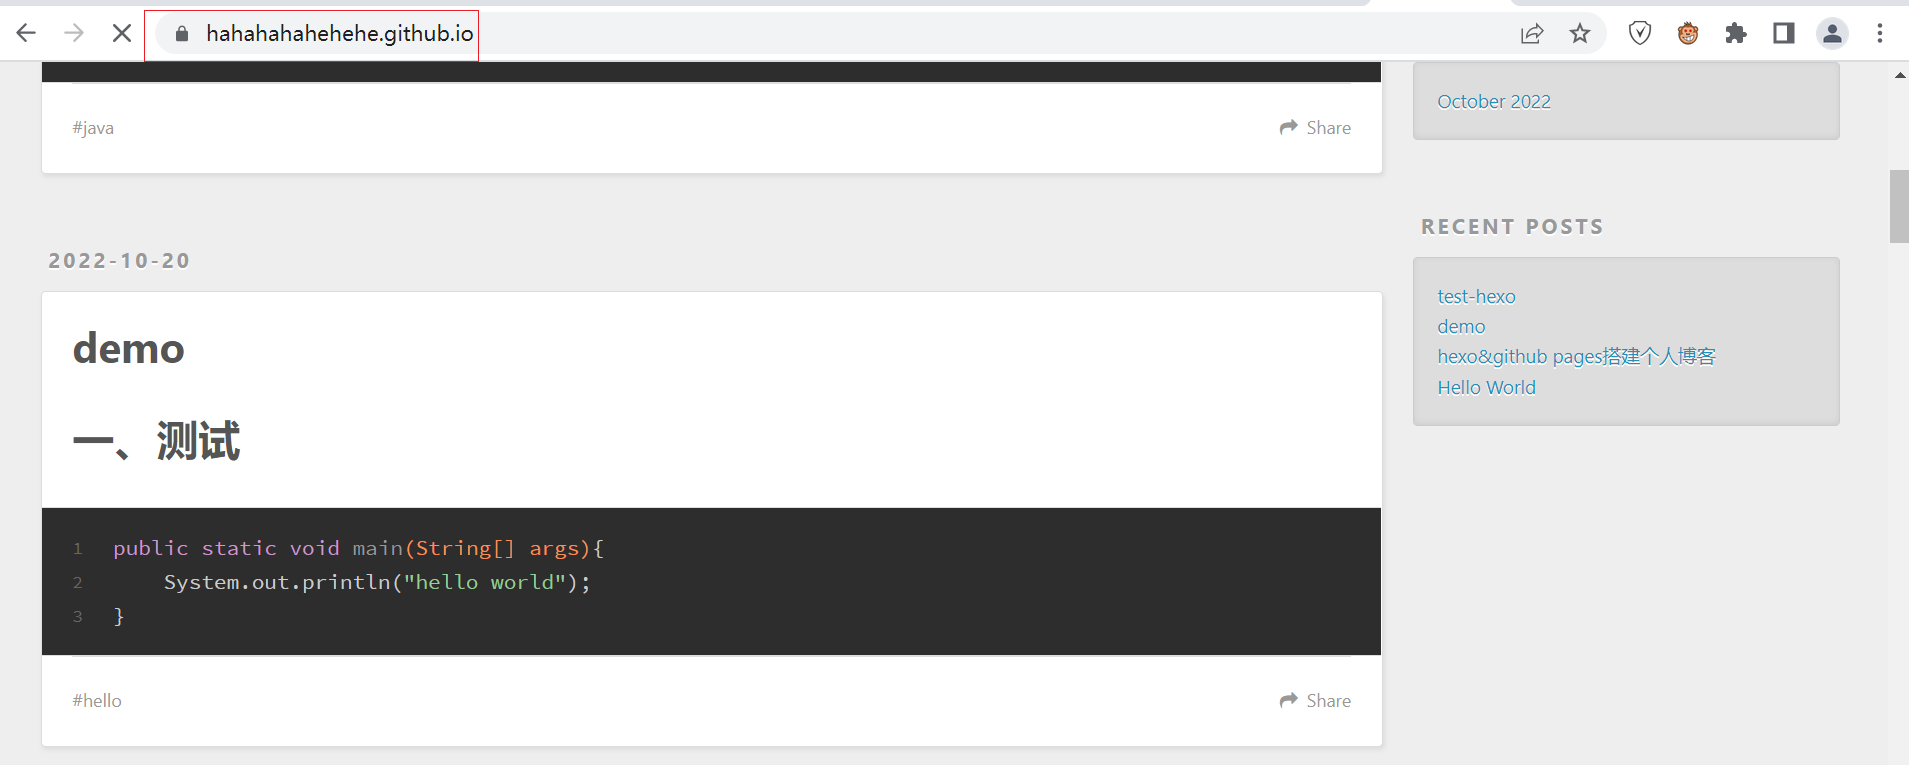 hahahahahehehe.github.io
#java
Share
2022-10-20
demo
一、测试
1 public static void main(String[] args){
2     System.out.println("hello world");
3 }
#hello
Share
October 2022
RECENT POSTS
test-hexo
demo
hexo&github pages搭建个人博客
Hello World